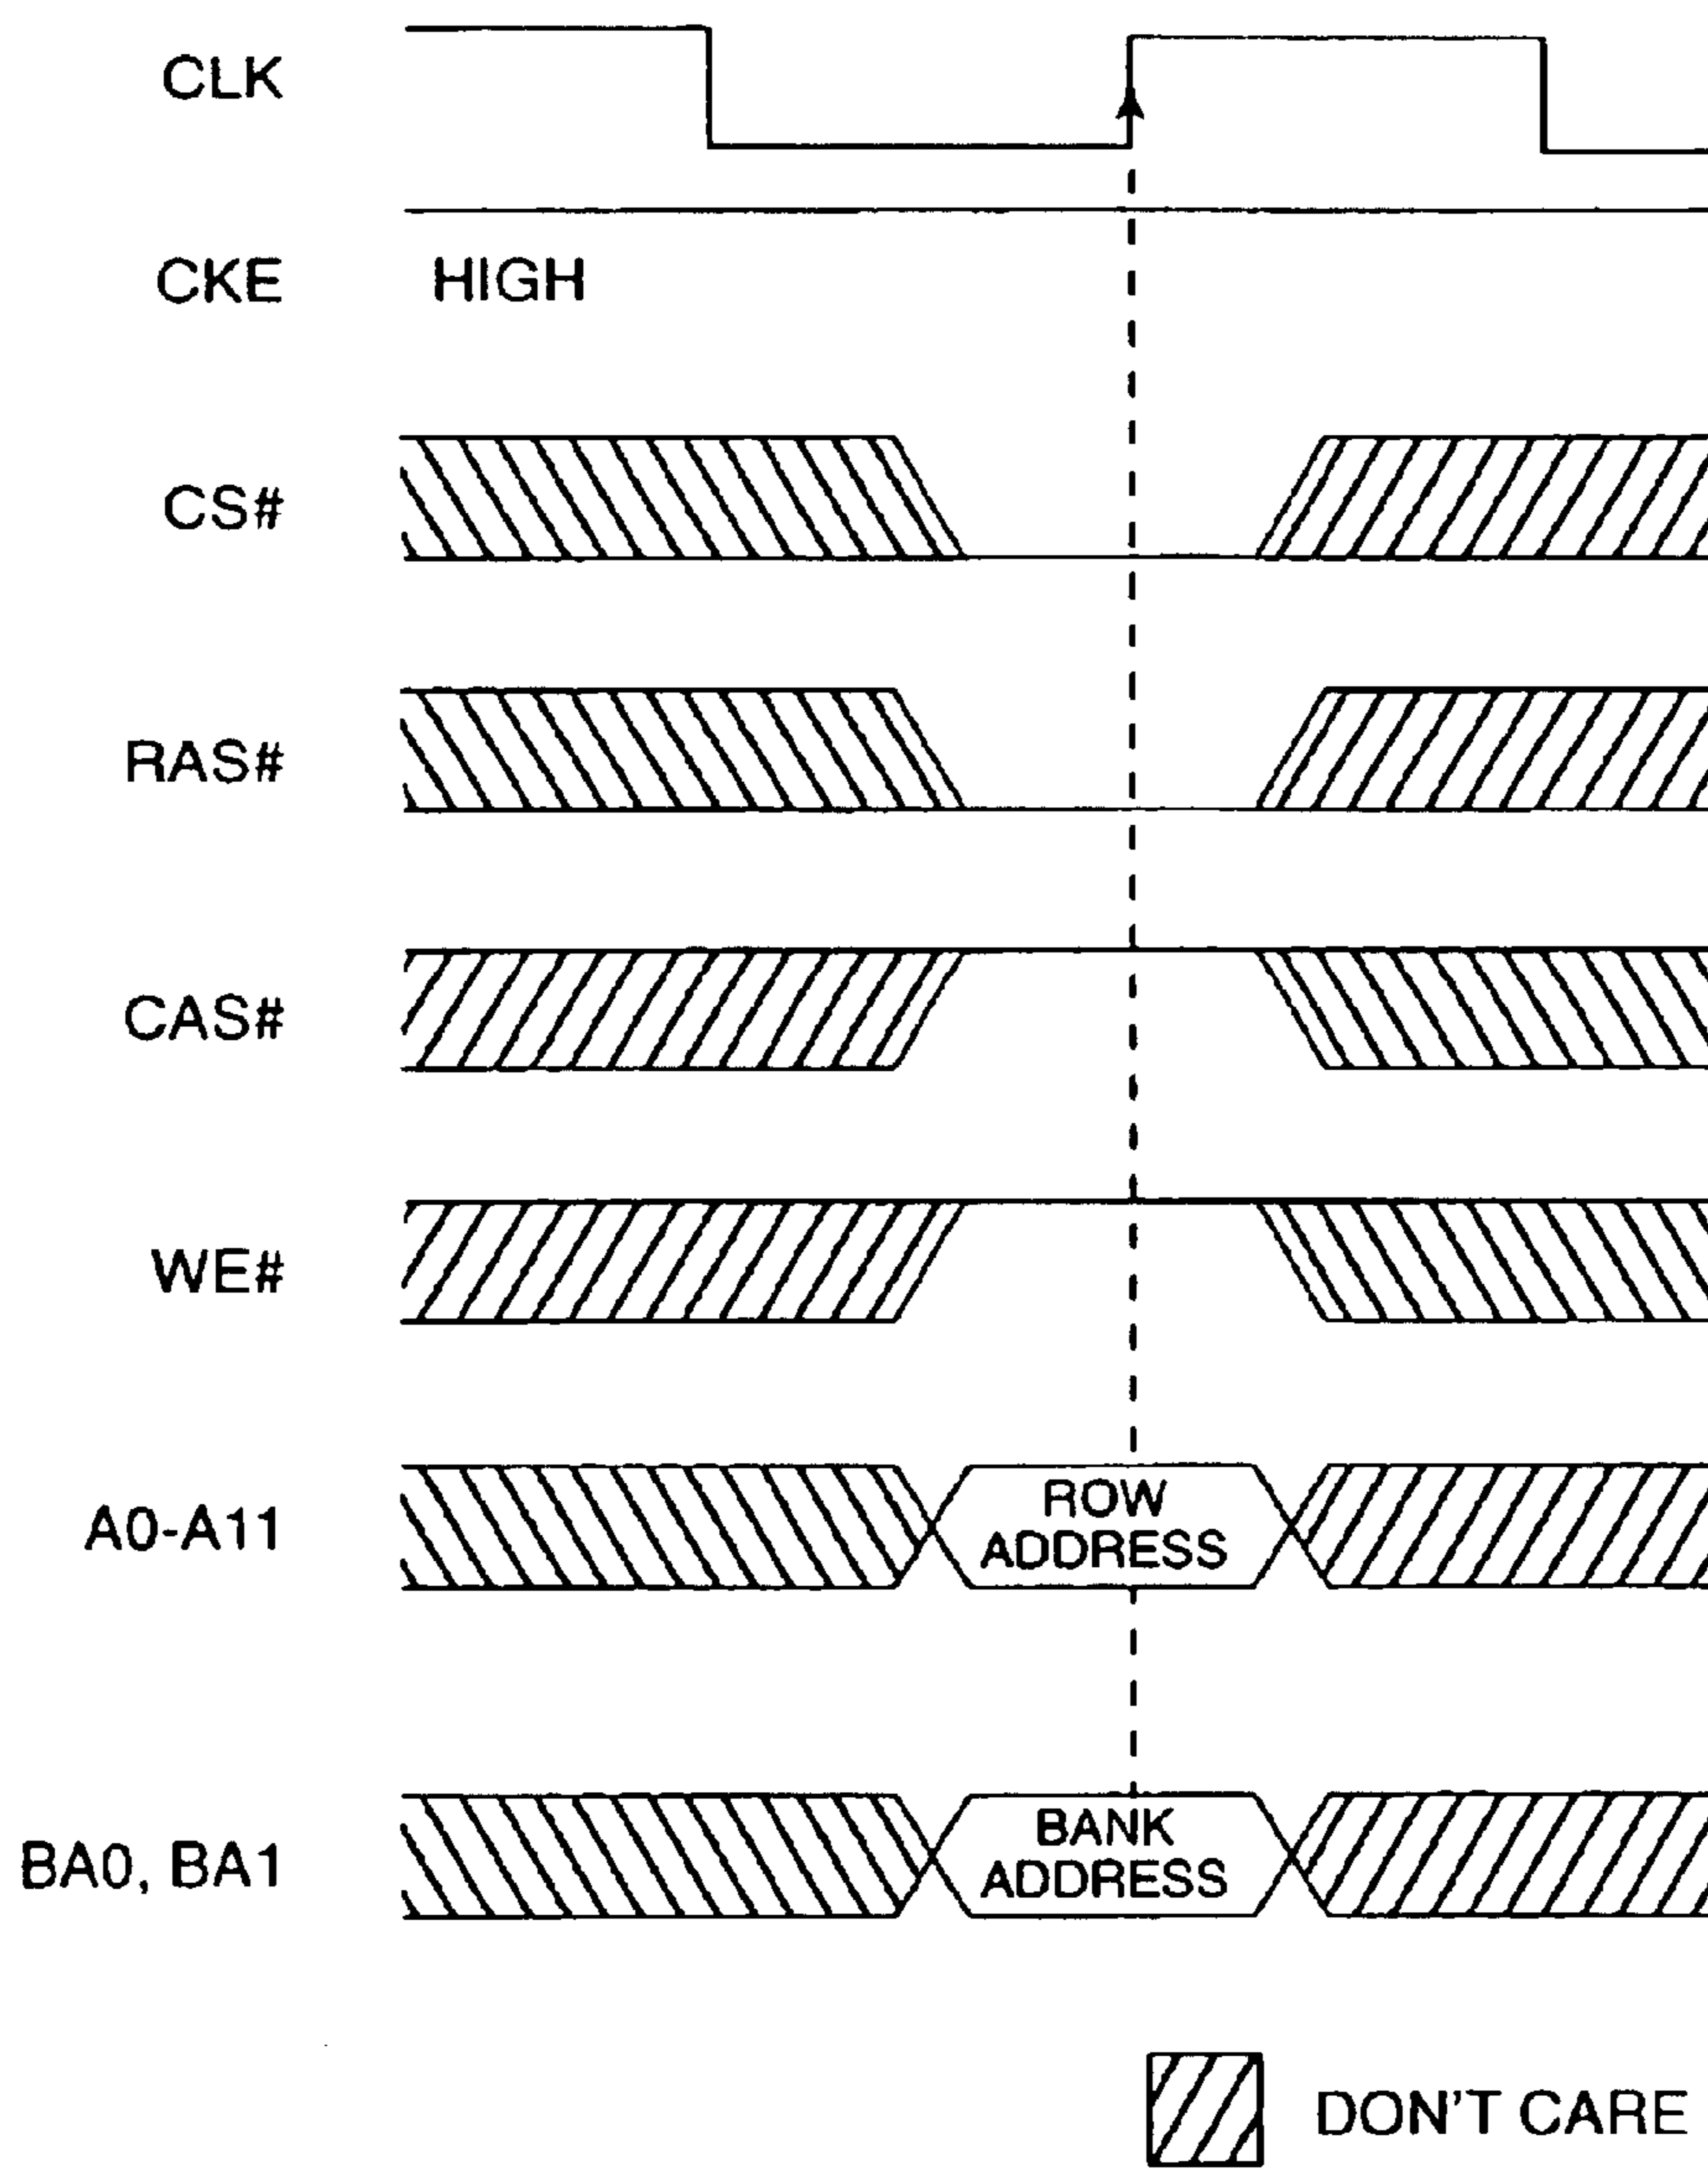 CLK
CKE HIGH
CS#
RAS#
CAS#
WE#
A0-A11 ROW
ADDRESS
BA0, BA1 BANK
ADDRESS
DON'T CARE